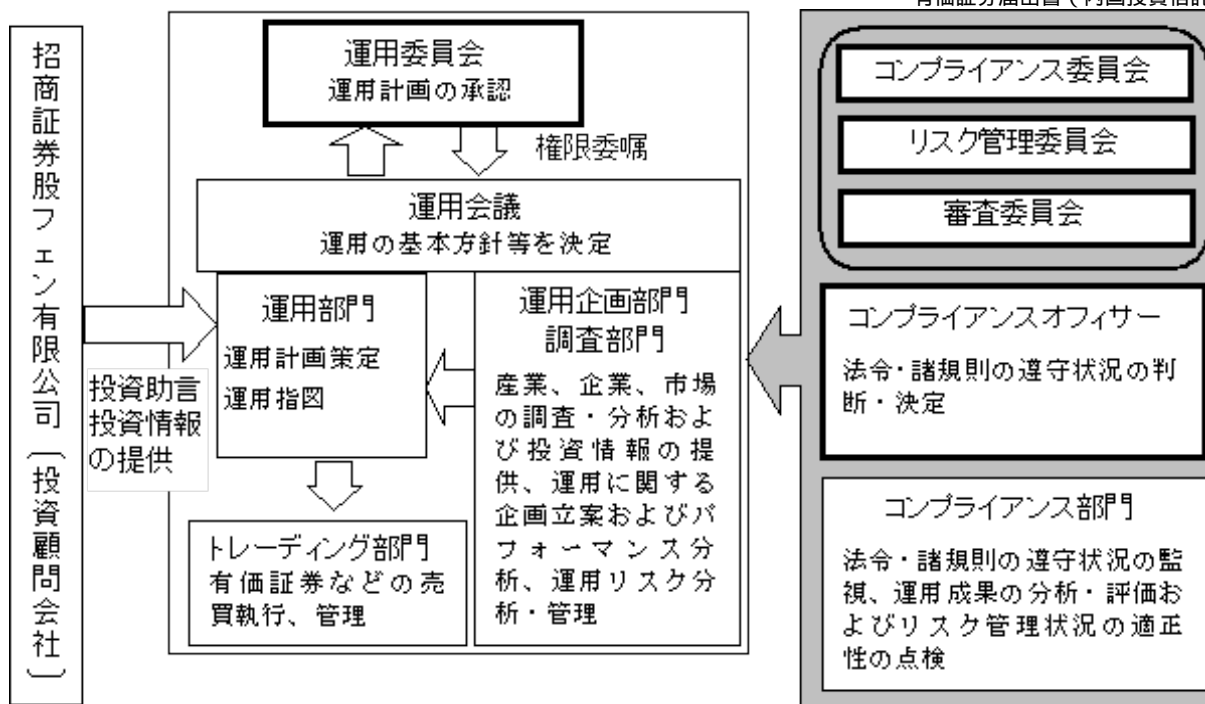 有価証券届出書(内国投資信託
招商証券股フェン有限公司（投資顧問会社）
運用委員会
運用計画の承認
権限委嘱
運用会議
運用の基本方針等を決定
運用部門
運用計画策定
運用指図
投資助言
投資情報
の提供
トレーディング部門
有価証券などの売
買執行、管理
運用企画部門
調査部門
産業、企業、市場
の調査・分析およ
び投資情報の提
供、運用に関する
企画立案およびパ
フォーマンス分
析、運用リスク分
析・管理
コンプライアンス委員会
リスク管理委員会
審査委員会
コンプライアンスオフィサー
法令・諸規則の遵守状況の判
断・決定
コンプライアンス部門
法令・諸規則の遵守状況の監
視、運用成果の分析・評価お
よびリスク管理状況の適正
性の点検